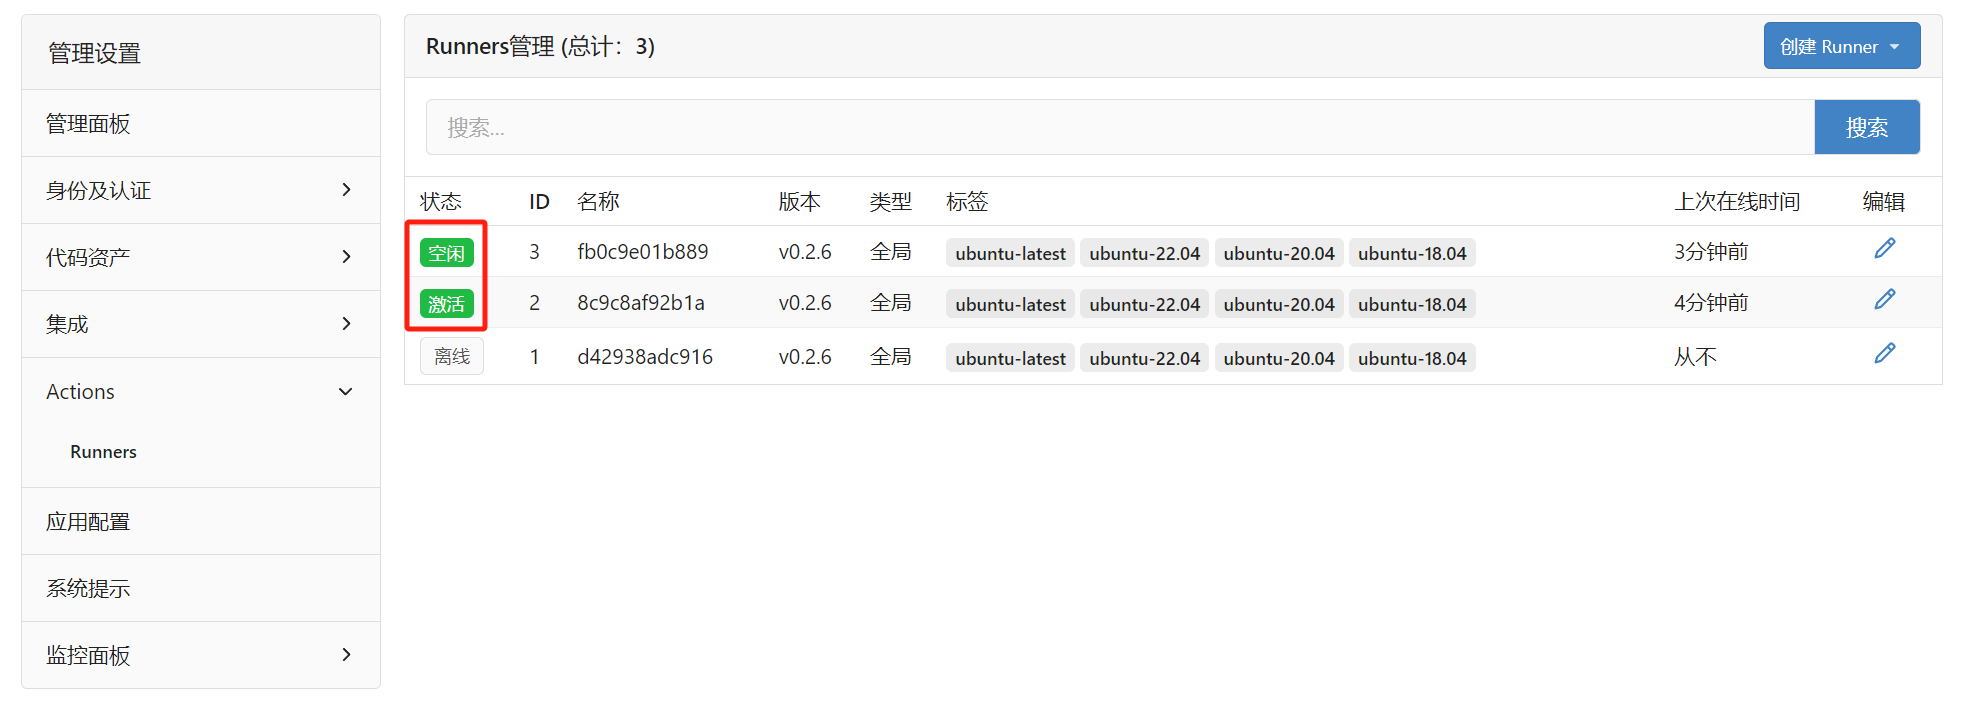 管理设置
管理面板
身份及认证
代码资产
集成
Actions
Runners
应用配置
系统提示
监控面板
Runners管理 (总计：3)
创建 Runner
搜索...
搜索
状态 ID 名称 版本 类型 标签 上次在线时间 编辑
空闲 3 fb0c9e01b889 v0.2.6 全局 ubuntu-latest ubuntu-22.04 ubuntu-20.04 ubuntu-18.04 3分钟前
激活 2 8c9c8af92b1a v0.2.6 全局 ubuntu-latest ubuntu-22.04 ubuntu-20.04 ubuntu-18.04 4分钟前
离线 1 d42938adc916 v0.2.6 全局 ubuntu-latest ubuntu-22.04 ubuntu-20.04 ubuntu-18.04 从不